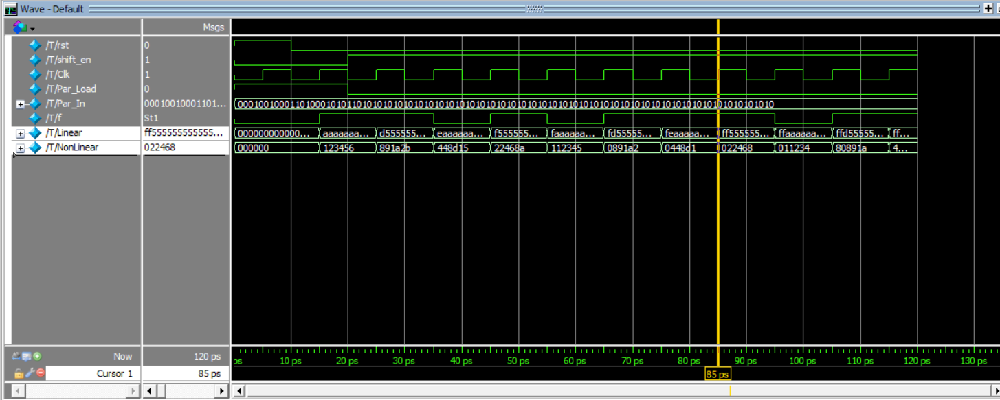 Wave - Default
Msgs
/T/rst 0
/T/shift_en 1
/T/Clk 1
/T/Par_Load 0
/T/Par_In 00010010001101...
/T/f St1
/T/Linear ff555555555555... 000000000000... aaaaaaa... d555555... eaaaaaa... f555555... faaaaaa... fd55555... feaaaaa... ff555555... ffaaaaaa... ffd55555... ff...
/T/NonLinear 022468 000000 123456 891a2b 448d15 22468a 112345 0891a2 0448d1 022468 011234 80891a 4...
Now 120 ps ps 10 ps 20 ps 30 ps 40 ps 50 ps 60 ps 70 ps 80 ps 90 ps 100 ps 110 ps 120 ps 130 ps
Cursor 1 85 ps 85 ps